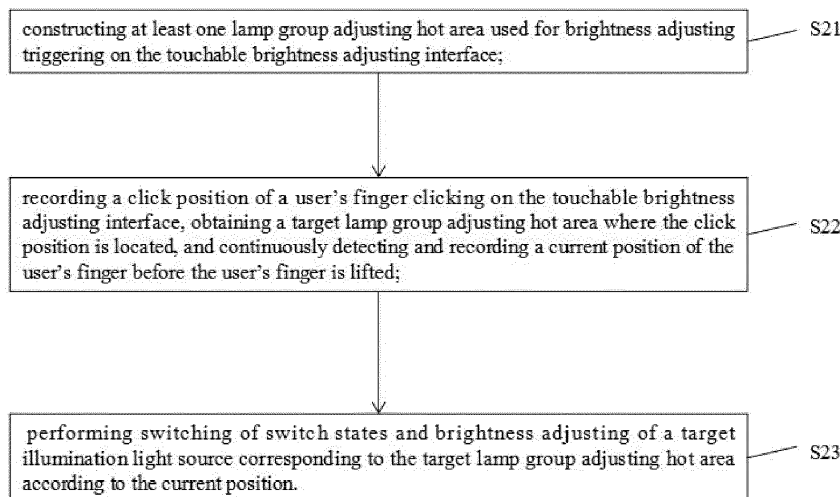 constructing at least one lamp group adjusting hot area used for brightness adjusting
triggering on the touchable brightness adjusting interface;
S21
recording a click position of a user's finger clicking on the touchable brightness
adjusting interface, obtaining a target lamp group adjusting hot area where the click
position is located, and continuously detecting and recording a current position of the
user's finger before the user's finger is lifted;
S22
performing switching of switch states and brightness adjusting of a target
illumination light source corresponding to the target lamp group adjusting hot area
according to the current position.
S23